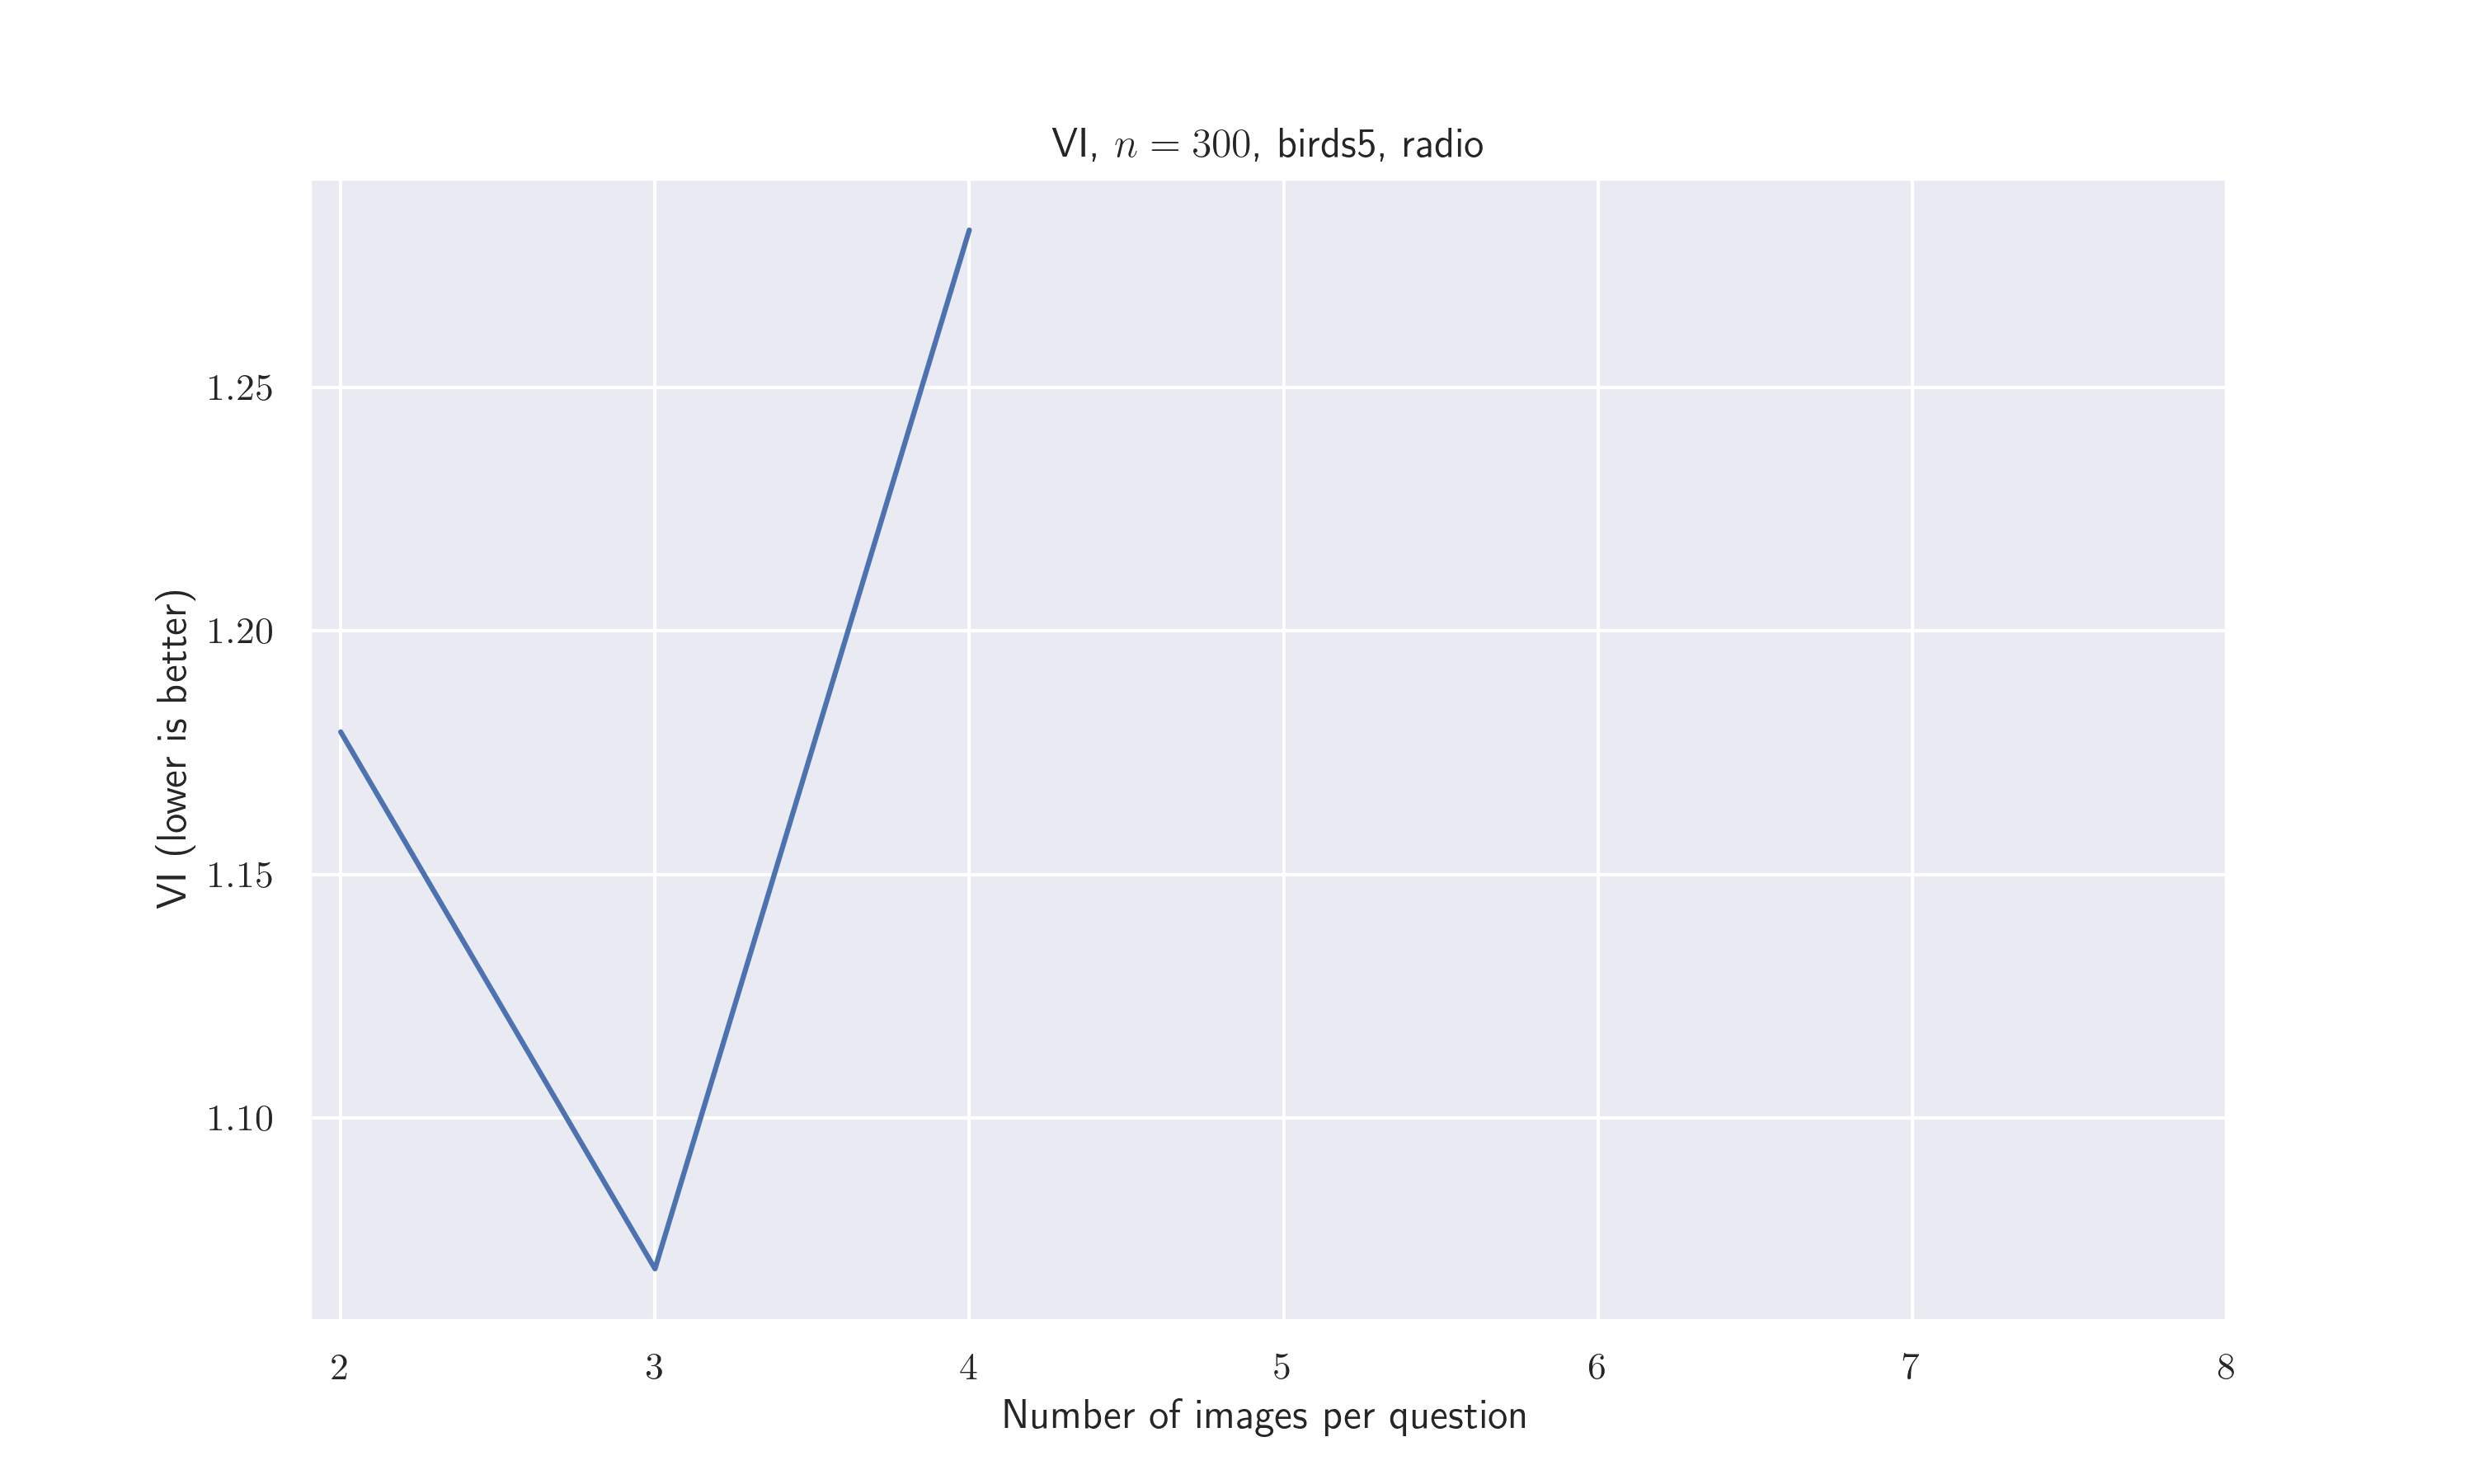 VI, n = 300, birds5, radio
VI (lower is better)
1.25
1.20
1.15
1.10
2 3 4 5 6 7 8
Number of images per question